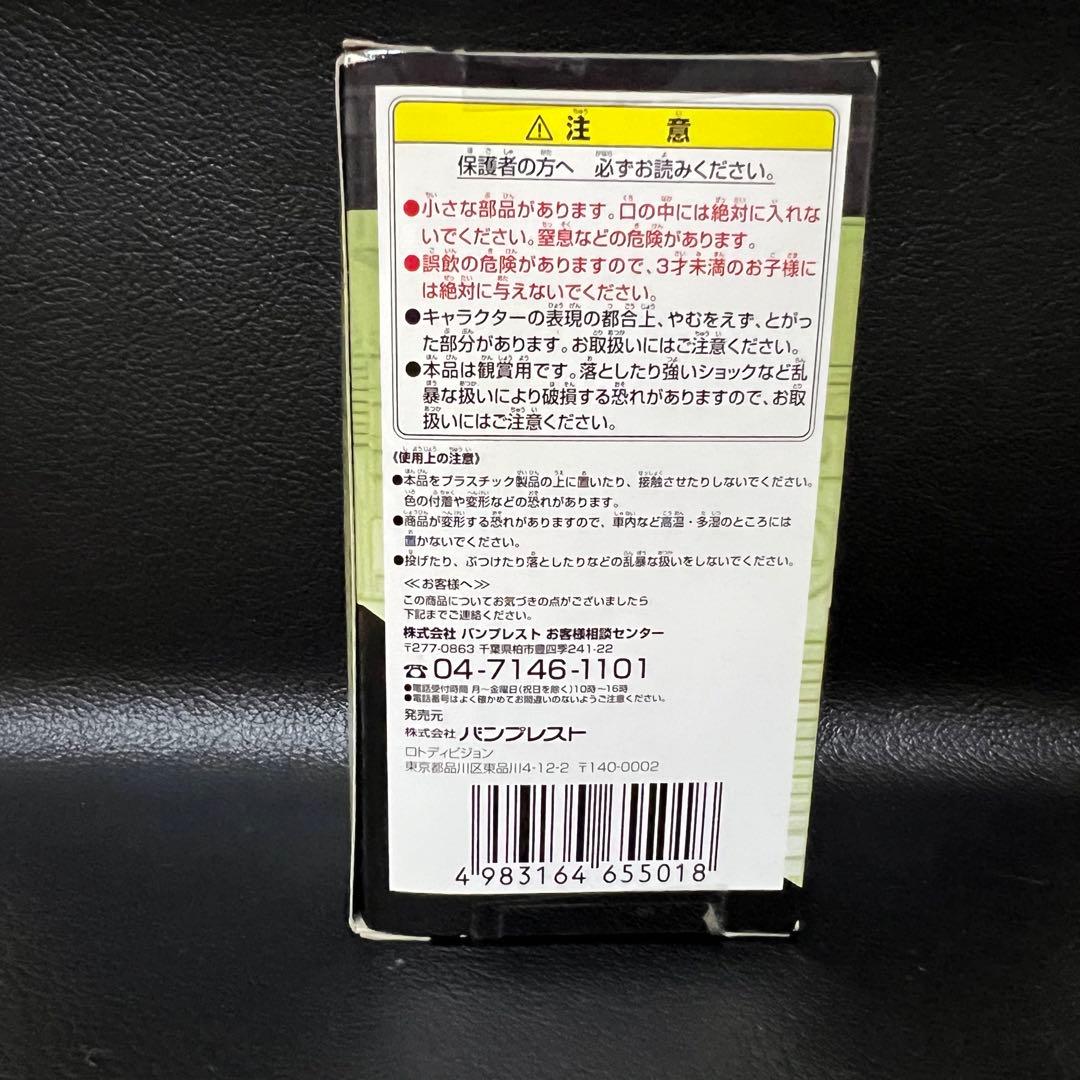 ⚠注 意
保護者の方へ 必ずお読みください。
●小さな部品があります。口の中には絶対に入れな
いでください。窒息などの危険があります。
●誤飲の危険がありますので、3才未満のお子様に
は絶対に与えないでください。
●キャラクターの表現の都合上、やむをえず、とがっ
た部分があります。お取扱いにはご注意ください。
●本品は観賞用です。落としたり強いショックなど乱
暴な扱いにより破損する恐れがありますので、お取
扱いにはご注意ください。
《使用上の注意》
●本品をプラスチック製品の上に置いたり、接触させたりしないでください。
色の付着や変形などの恐れがあります。
●商品が変形する恐れがありますので、車内など高温・多湿のところには
置かないでください。
●投げたり、ぶつけたり落としたりなどの乱暴な扱いをしないでください。
≪お客様へ≫
この商品についてお気づきの点がございましたら
下記までご連絡ください。
株式会社 バンプレスト お客様相談センター
〒277-0863 千葉県柏市豊四季241-22
☎04-7146-1101
●電話受付時間 月～金曜日(祝日を除く)10時～16時
●電話番号はよく確かめてお間違いのないようご注意ください。
発売元
株式会社 バンプレスト
ロトディビジョン
東京都品川区東品川4-12-2 〒140-0002
4 983164 655018